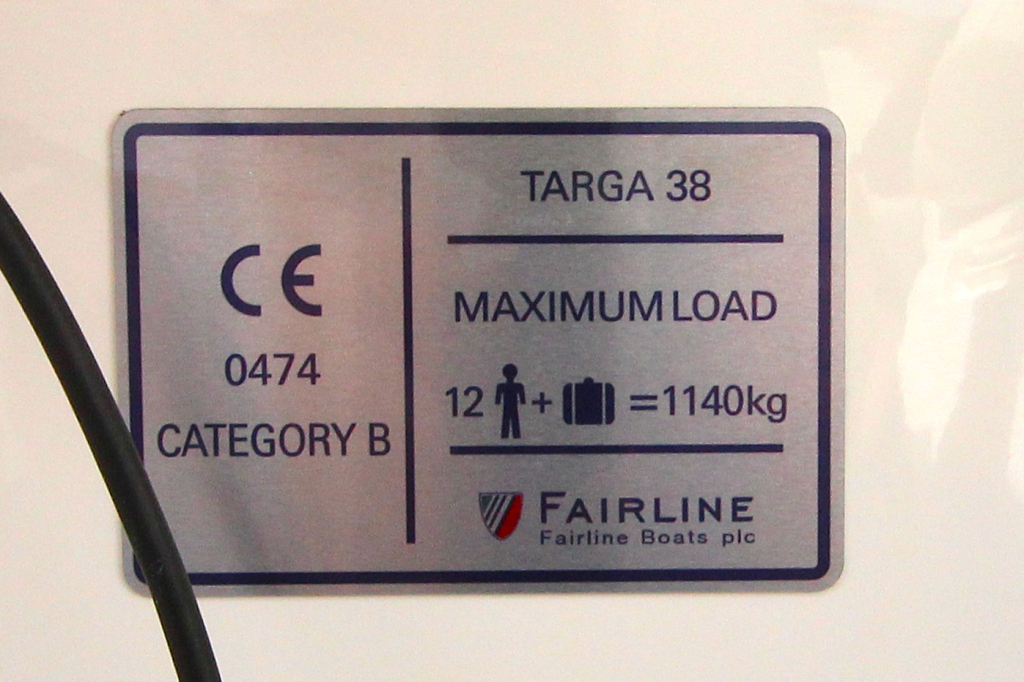 CE
0474
CATEGORY B
TARGA 38
MAXIMUM LOAD
12 + = 1140kg
FAIRLINE
Fairline Boats plc